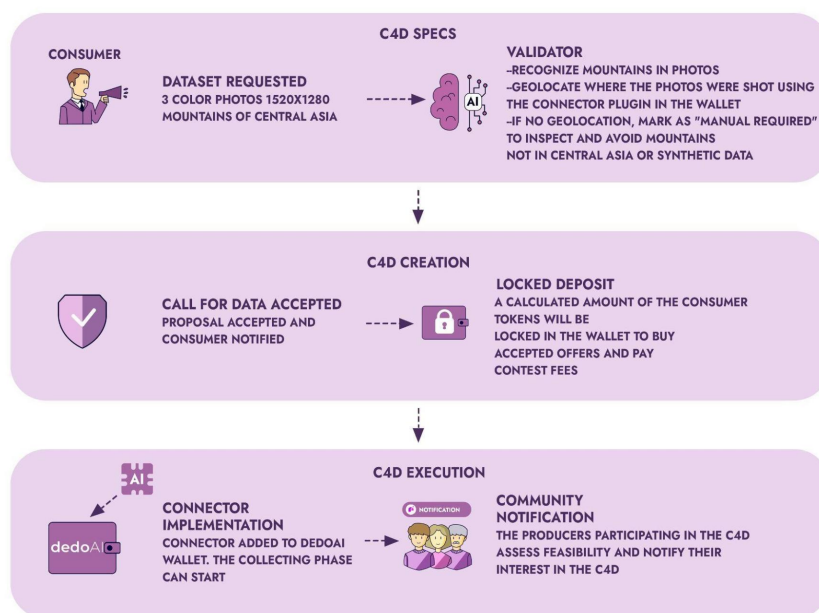 C4D SPECS
CONSUMER
DATASET REQUESTED
3 COLOR PHOTOS 1520X1280
MOUNTAINS OF CENTRAL ASIA
AI
VALIDATOR
-RECOGNIZE MOUNTAINS IN PHOTOS
-GEOLOCATE WHERE THE PHOTOS WERE SHOT USING
THE CONNECTOR PLUGIN IN THE WALLET
-IF NO GEOLOCATION, MARK AS "MANUAL REQUIRED"
TO INSPECT AND AVOID MOUNTAINS
NOT IN CENTRAL ASIA OR SYNTHETIC DATA
C4D CREATION
CALL FOR DATA ACCEPTED
PROPOSAL ACCEPTED AND
CONSUMER NOTIFIED
LOCKED DEPOSIT
A CALCULATED AMOUNT OF THE CONSUMER
TOKENS WILL BE
LOCKED IN THE WALLET TO BUY
ACCEPTED OFFERS AND PAY
CONTEST FEES
C4D EXECUTION
AI
dedoAI
CONNECTOR
IMPLEMENTATION
CONNECTOR ADDED TO DEDOAI
WALLET. THE COLLECTING PHASE
CAN START
NOTIFICATION
COMMUNITY
NOTIFICATION
THE PRODUCERS PARTICIPATING IN THE C4D
ASSESS FEASIBILITY AND NOTIFY THEIR
INTEREST IN THE C4D